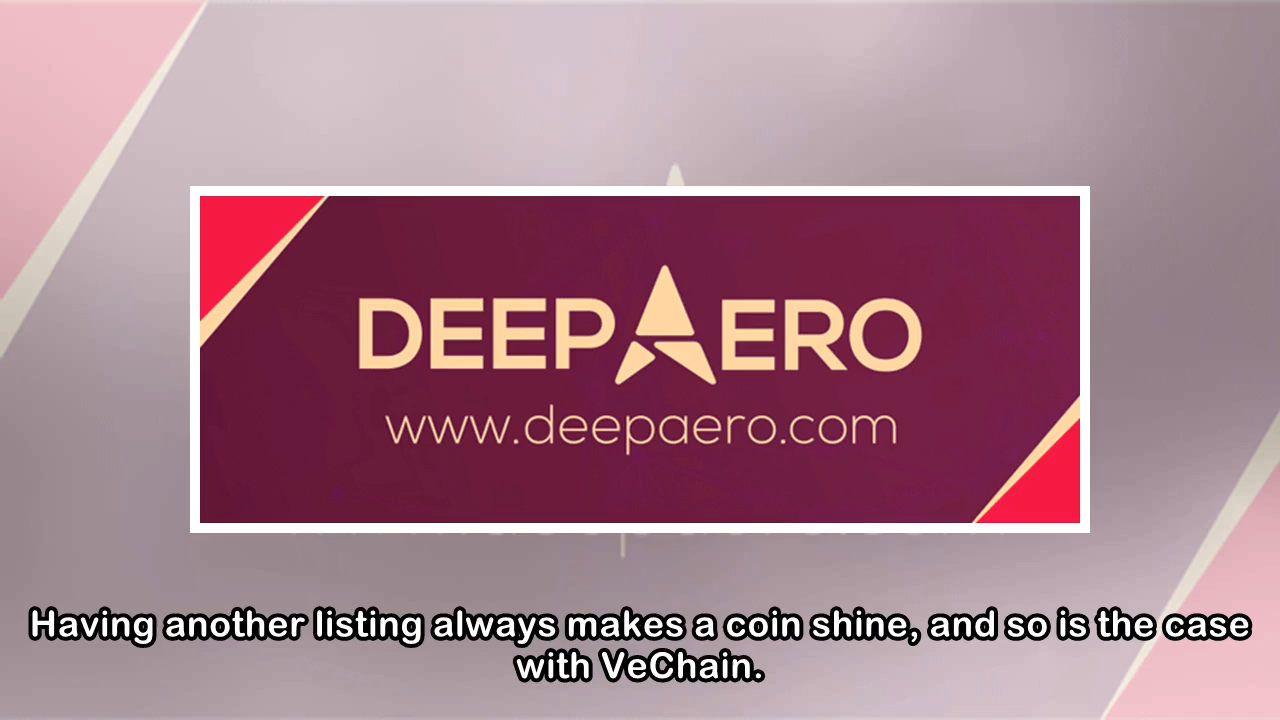 DEEPAERO
www.deepaero.com
Having another listing always makes a coin shine, and so is the case
with VeChain.